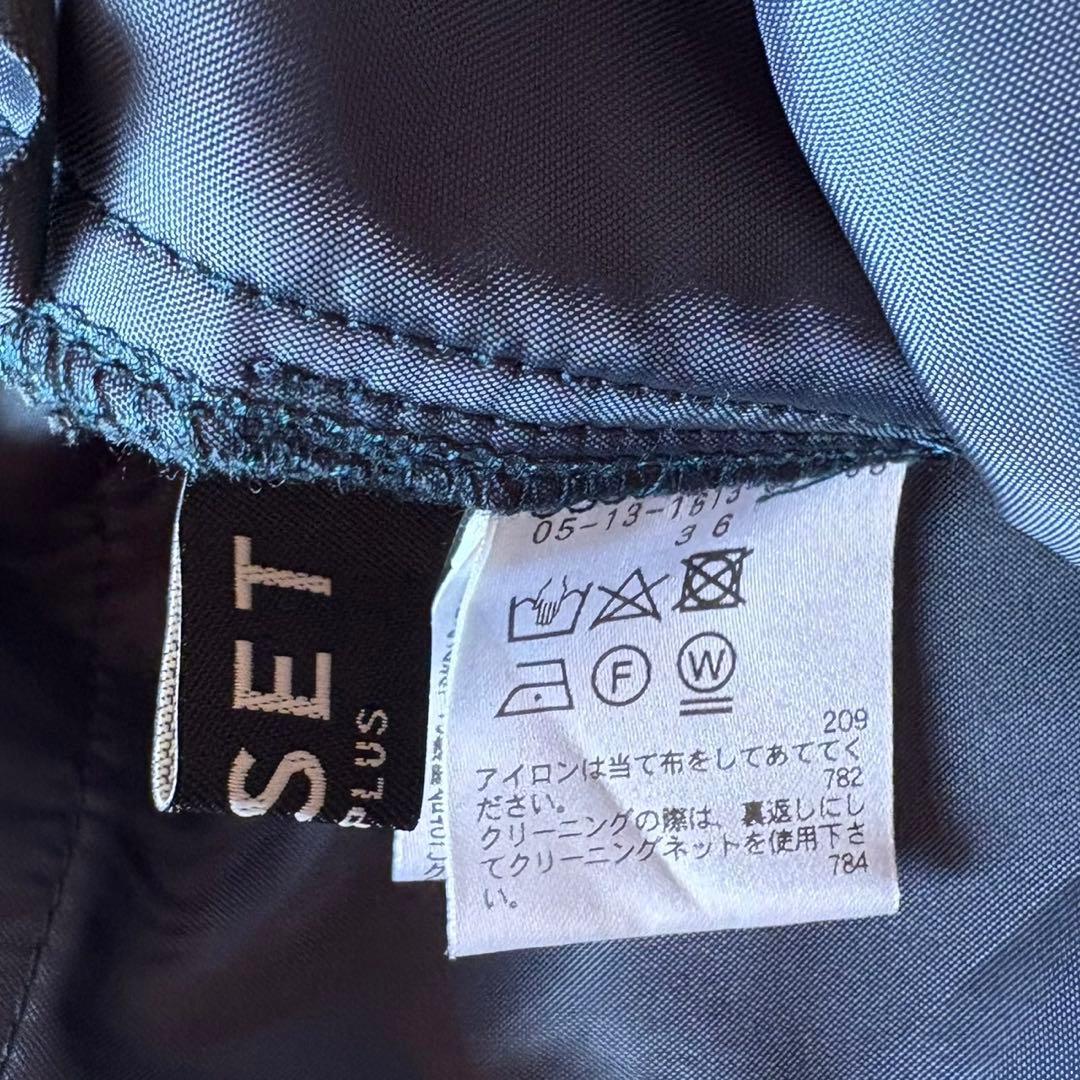 SET
PLUS
05-13-1613
36
F
W
209
アイロンは当て布をしてあててく
782
ださい。
クリーニングの際は、裏返しにし
てクリーニングネットを使用下さ
784
い。